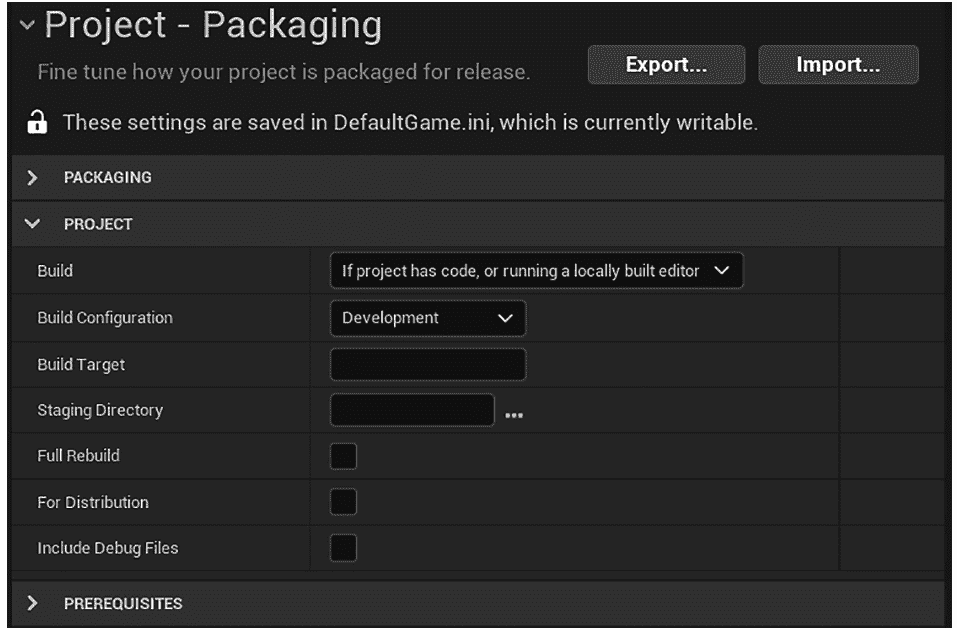 Project - Packaging
Fine tune how your project is packaged for release.
Export...
Import...
These settings are saved in DefaultGame.ini, which is currently writable.
PACKAGING
PROJECT
Build
If project has code, or running a locally built editor
Build Configuration
Development
Build Target
Staging Directory
...
Full Rebuild
For Distribution
Include Debug Files
PREREQUISITES